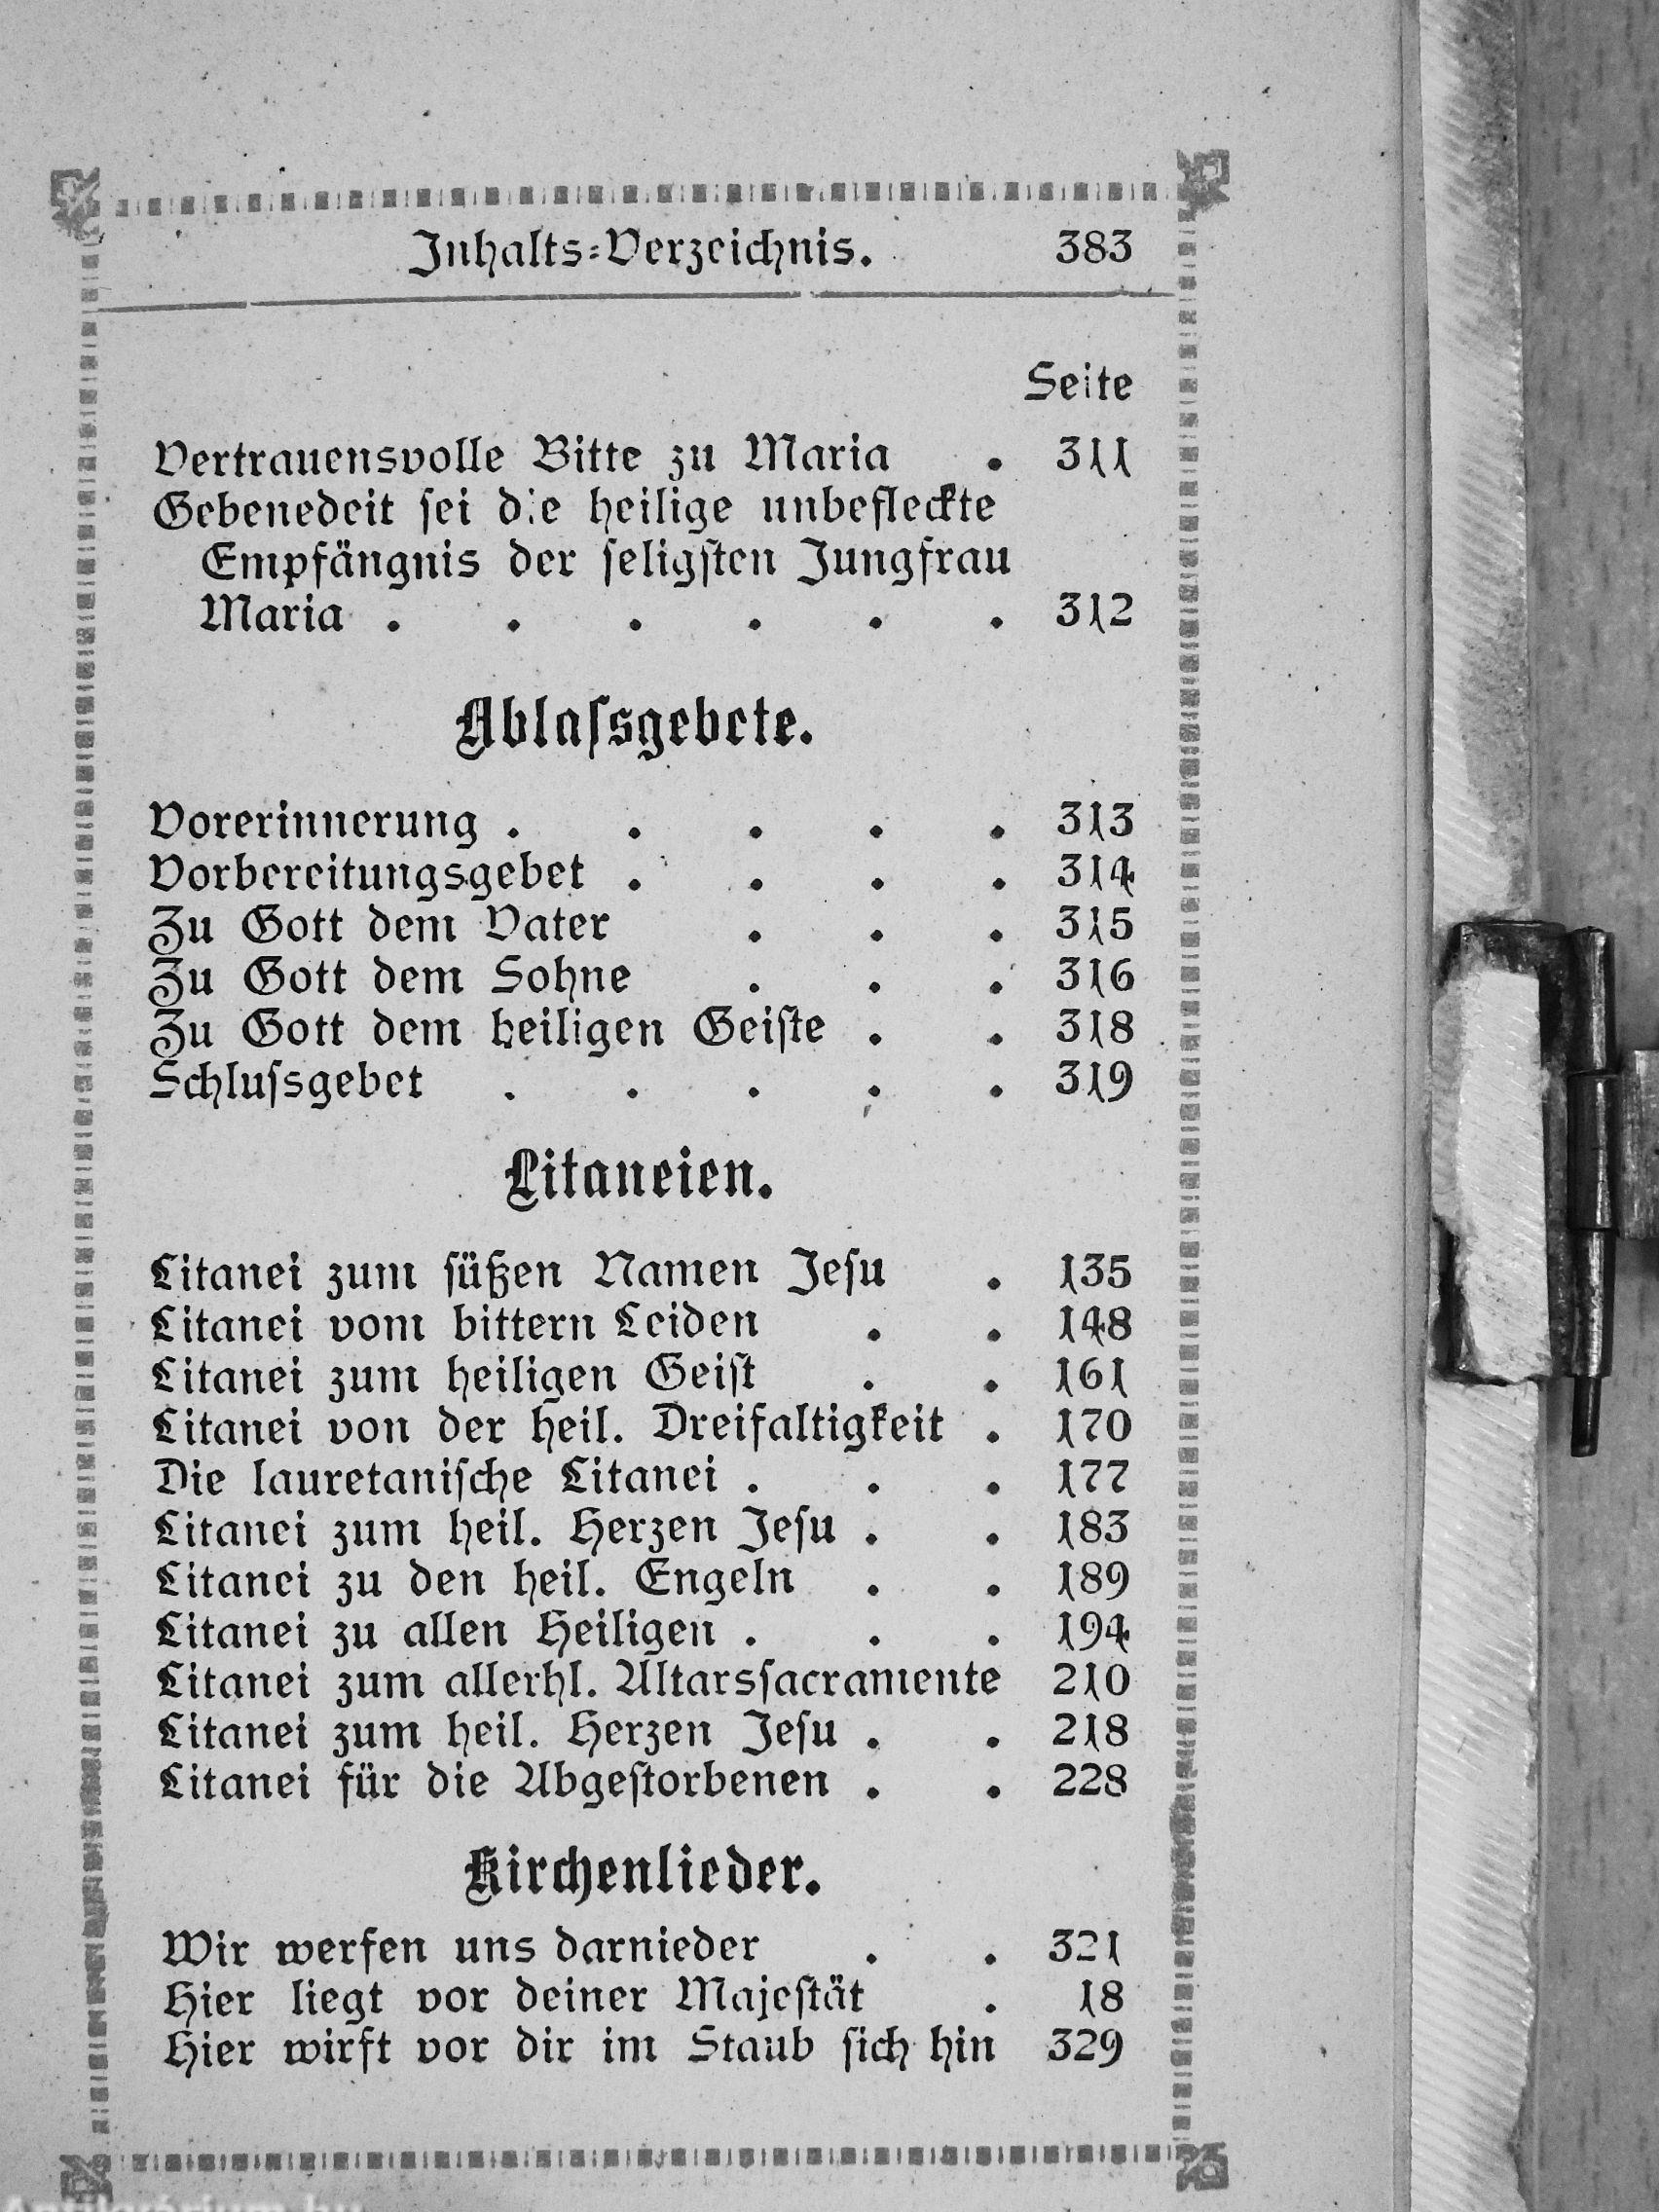 Inhalts-Verzeichnis. 383
Seite
Vertrauensvolle Bitte zu Maria . 311
Gebenedeit sei die heilige unbefleckte
Empfängnis der seligsten Jungfrau
Maria . . . . . . 312
Ablassgebete.
Vorerinnerung . . . . . 313
Vorbereitungsgebet . . . . 314
Zu Gott dem Vater . . . 315
Zu Gott dem Sohne . . . 316
Zu Gott dem heiligen Geiste . . 318
Schlussgebet . . . . . 319
Litaneien.
Litanei zum süßen Namen Jesu . 135
Litanei vom bittern Leiden . . 148
Litanei zum heiligen Geist . . 161
Litanei von der heil. Dreifaltigkeit . 170
Die lauretanische Litanei . . . 177
Litanei zum heil. Herzen Jesu . . 183
Litanei zu den heil. Engeln . . 189
Litanei zu allen Heiligen . . . 194
Litanei zum allerhl. Altarssacramente 210
Litanei zum heil. Herzen Jesu . . 218
Litanei für die Abgestorbenen . . 228
Kirchenlieder.
Wir werfen uns darnieder . . 321
Hier liegt vor deiner Majestät . 18
Hier wirft vor dir im Staub sich hin 329